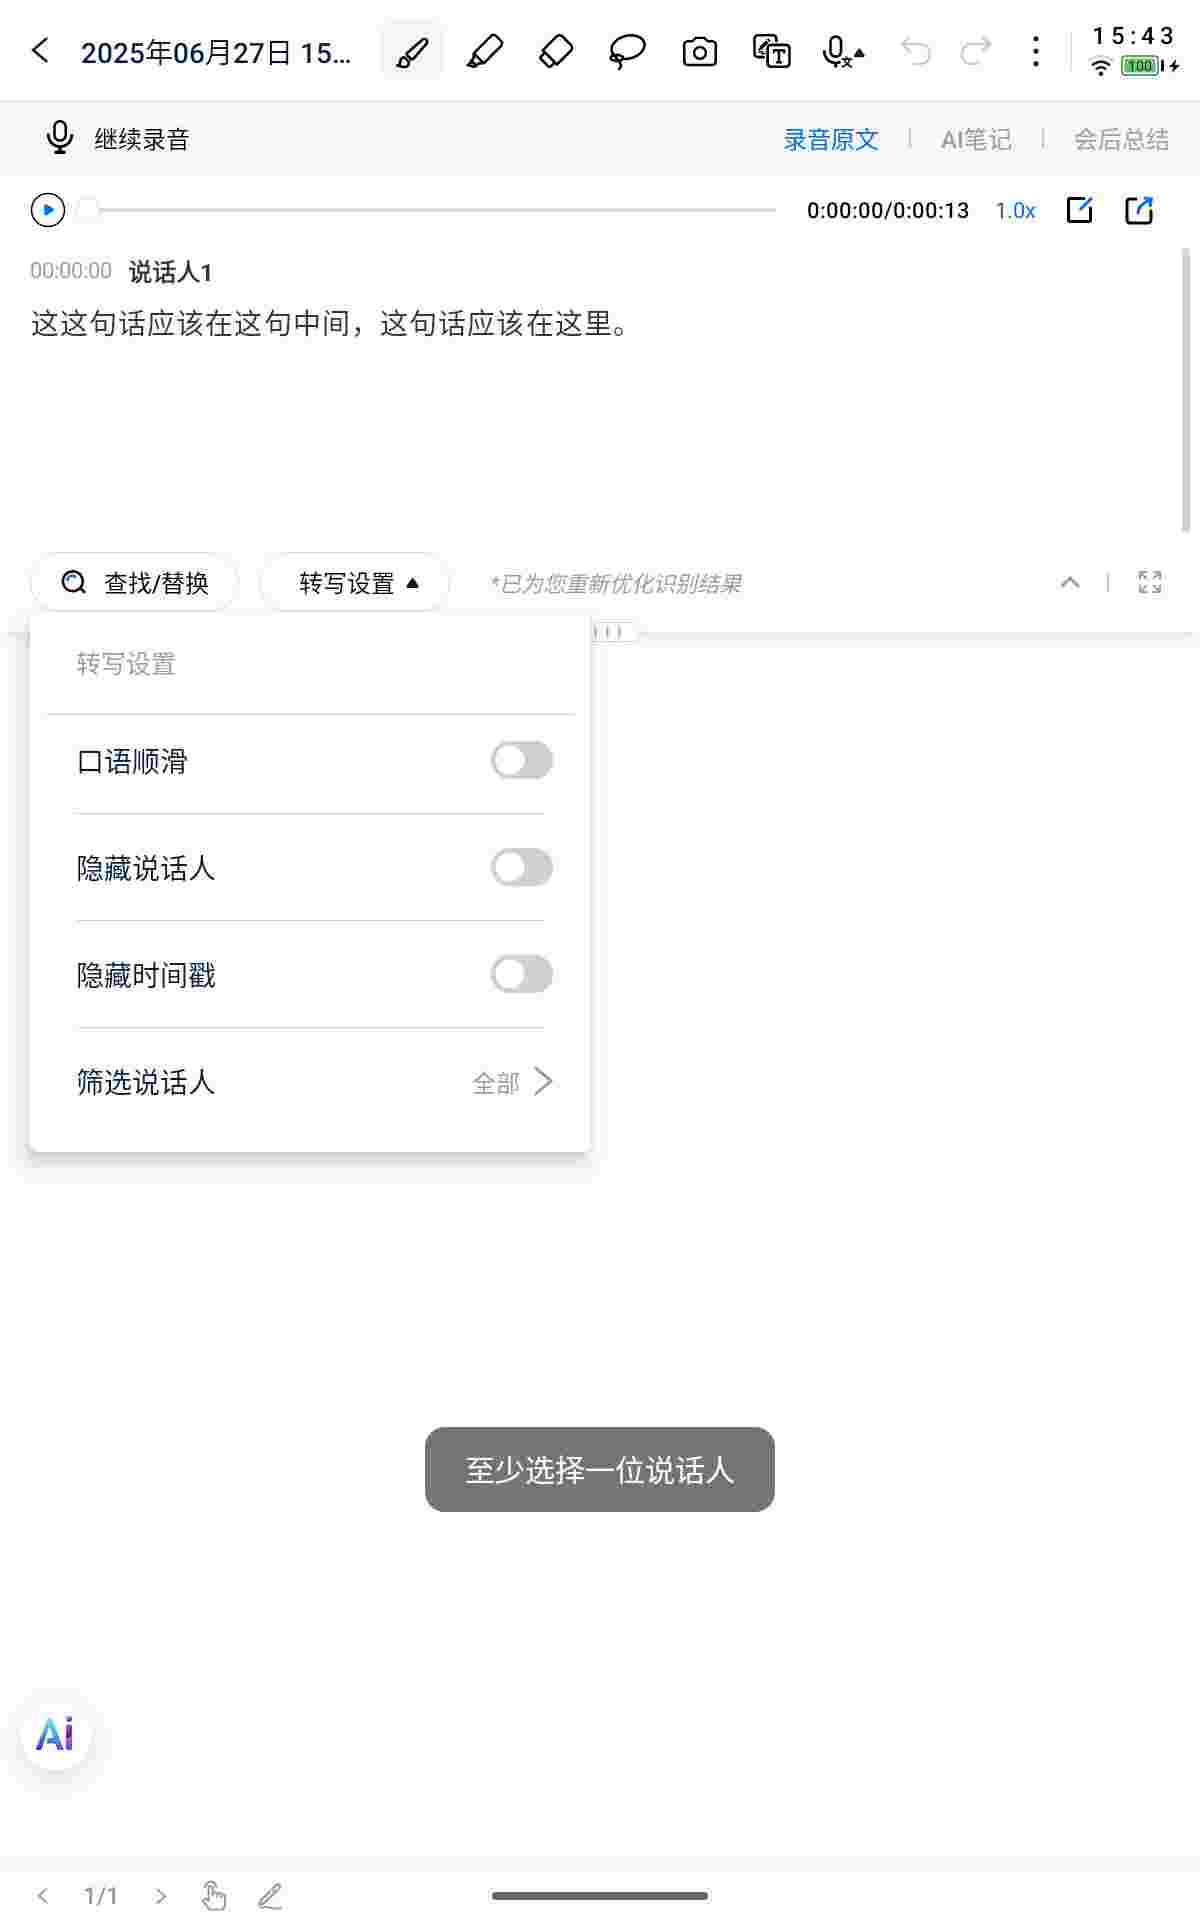 2025年06月27日 15...
15:43
100
继续录音
录音原文
AI笔记
会后总结
0:00:00/0:00:13
1.0x
00:00:00 说话人1
这这句话应该在这句中间，这句话应该在这里。
查找/替换
转写设置
*已为您重新优化识别结果
转写设置
口语顺滑
隐藏说话人
隐藏时间戳
筛选说话人
全部
至少选择一位说话人
Ai
1/1